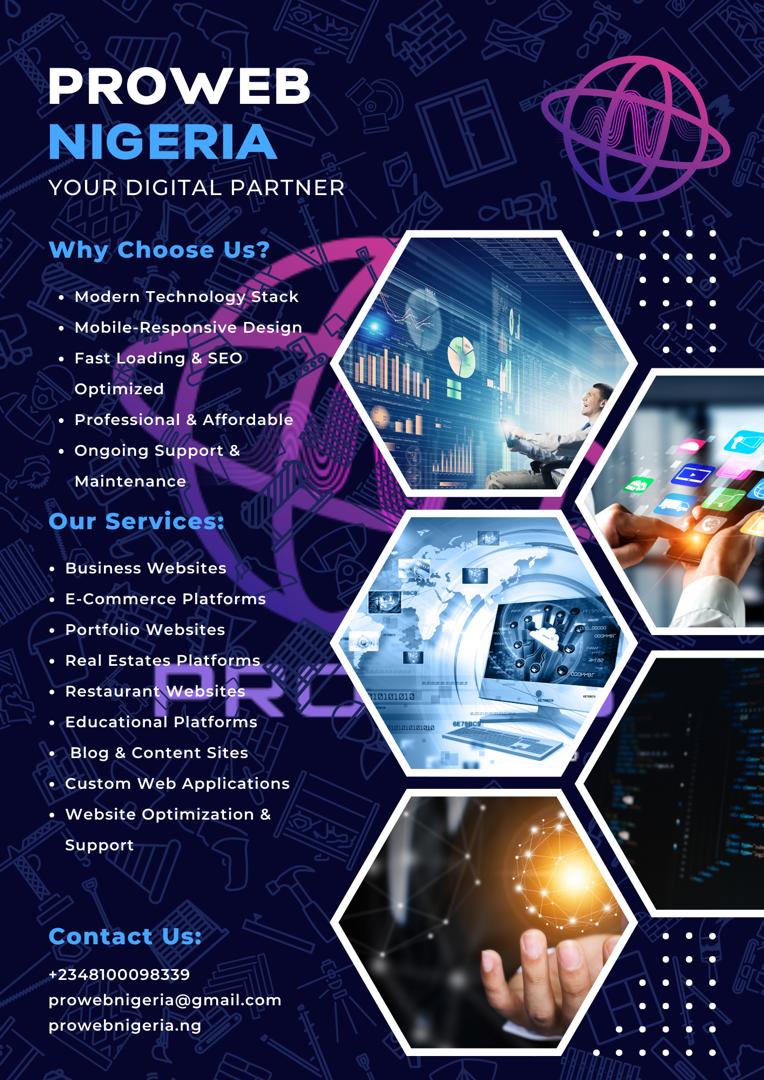 PROWEB
NIGERIA
YOUR DIGITAL PARTNER
Why Choose Us?
• Modern Technology Stack
• Mobile-Responsive Design
• Fast Loading & SEO
Optimized
• Professional & Affordable
• Ongoing Support &
Maintenance
Our Services:
• Business Websites
• E-Commerce Platforms
• Portfolio Websites
• Real Estates Platforms
• Restaurant Websites
• Educational Platforms
• Blog & Content Sites
• Custom Web Applications
• Website Optimization &
Support
Contact Us:
+2348100098339
prowebnigeria@gmail.com
prowebnigeria.ng